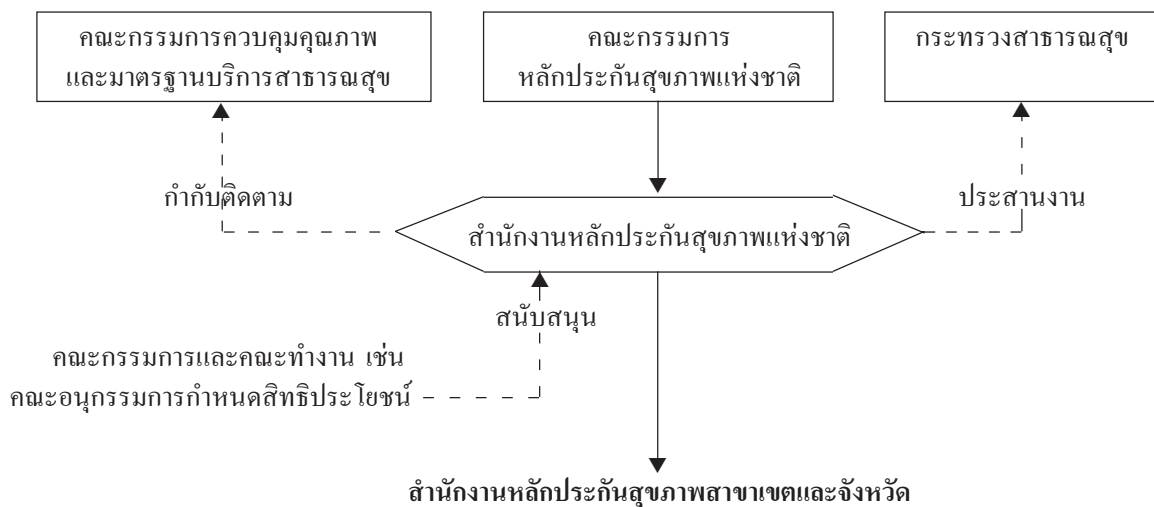 คณะกรรมการควบคุมคุณภาพ
และมาตรฐานบริการสาธารณสุข
คณะกรรมการ
หลักประกันสุขภาพแห่งชาติ
กระทรวงสาธารณสุข
กำกับติดตาม
ประสานงาน
สำนักงานหลักประกันสุขภาพแห่งชาติ
สนับสนุน
คณะกรรมการและคณะทำงาน เช่น
คณะอนุกรรมการกำหนดสิทธิประโยชน์
สำนักงานหลักประกันสุขภาพสาขาเขตและจังหวัด